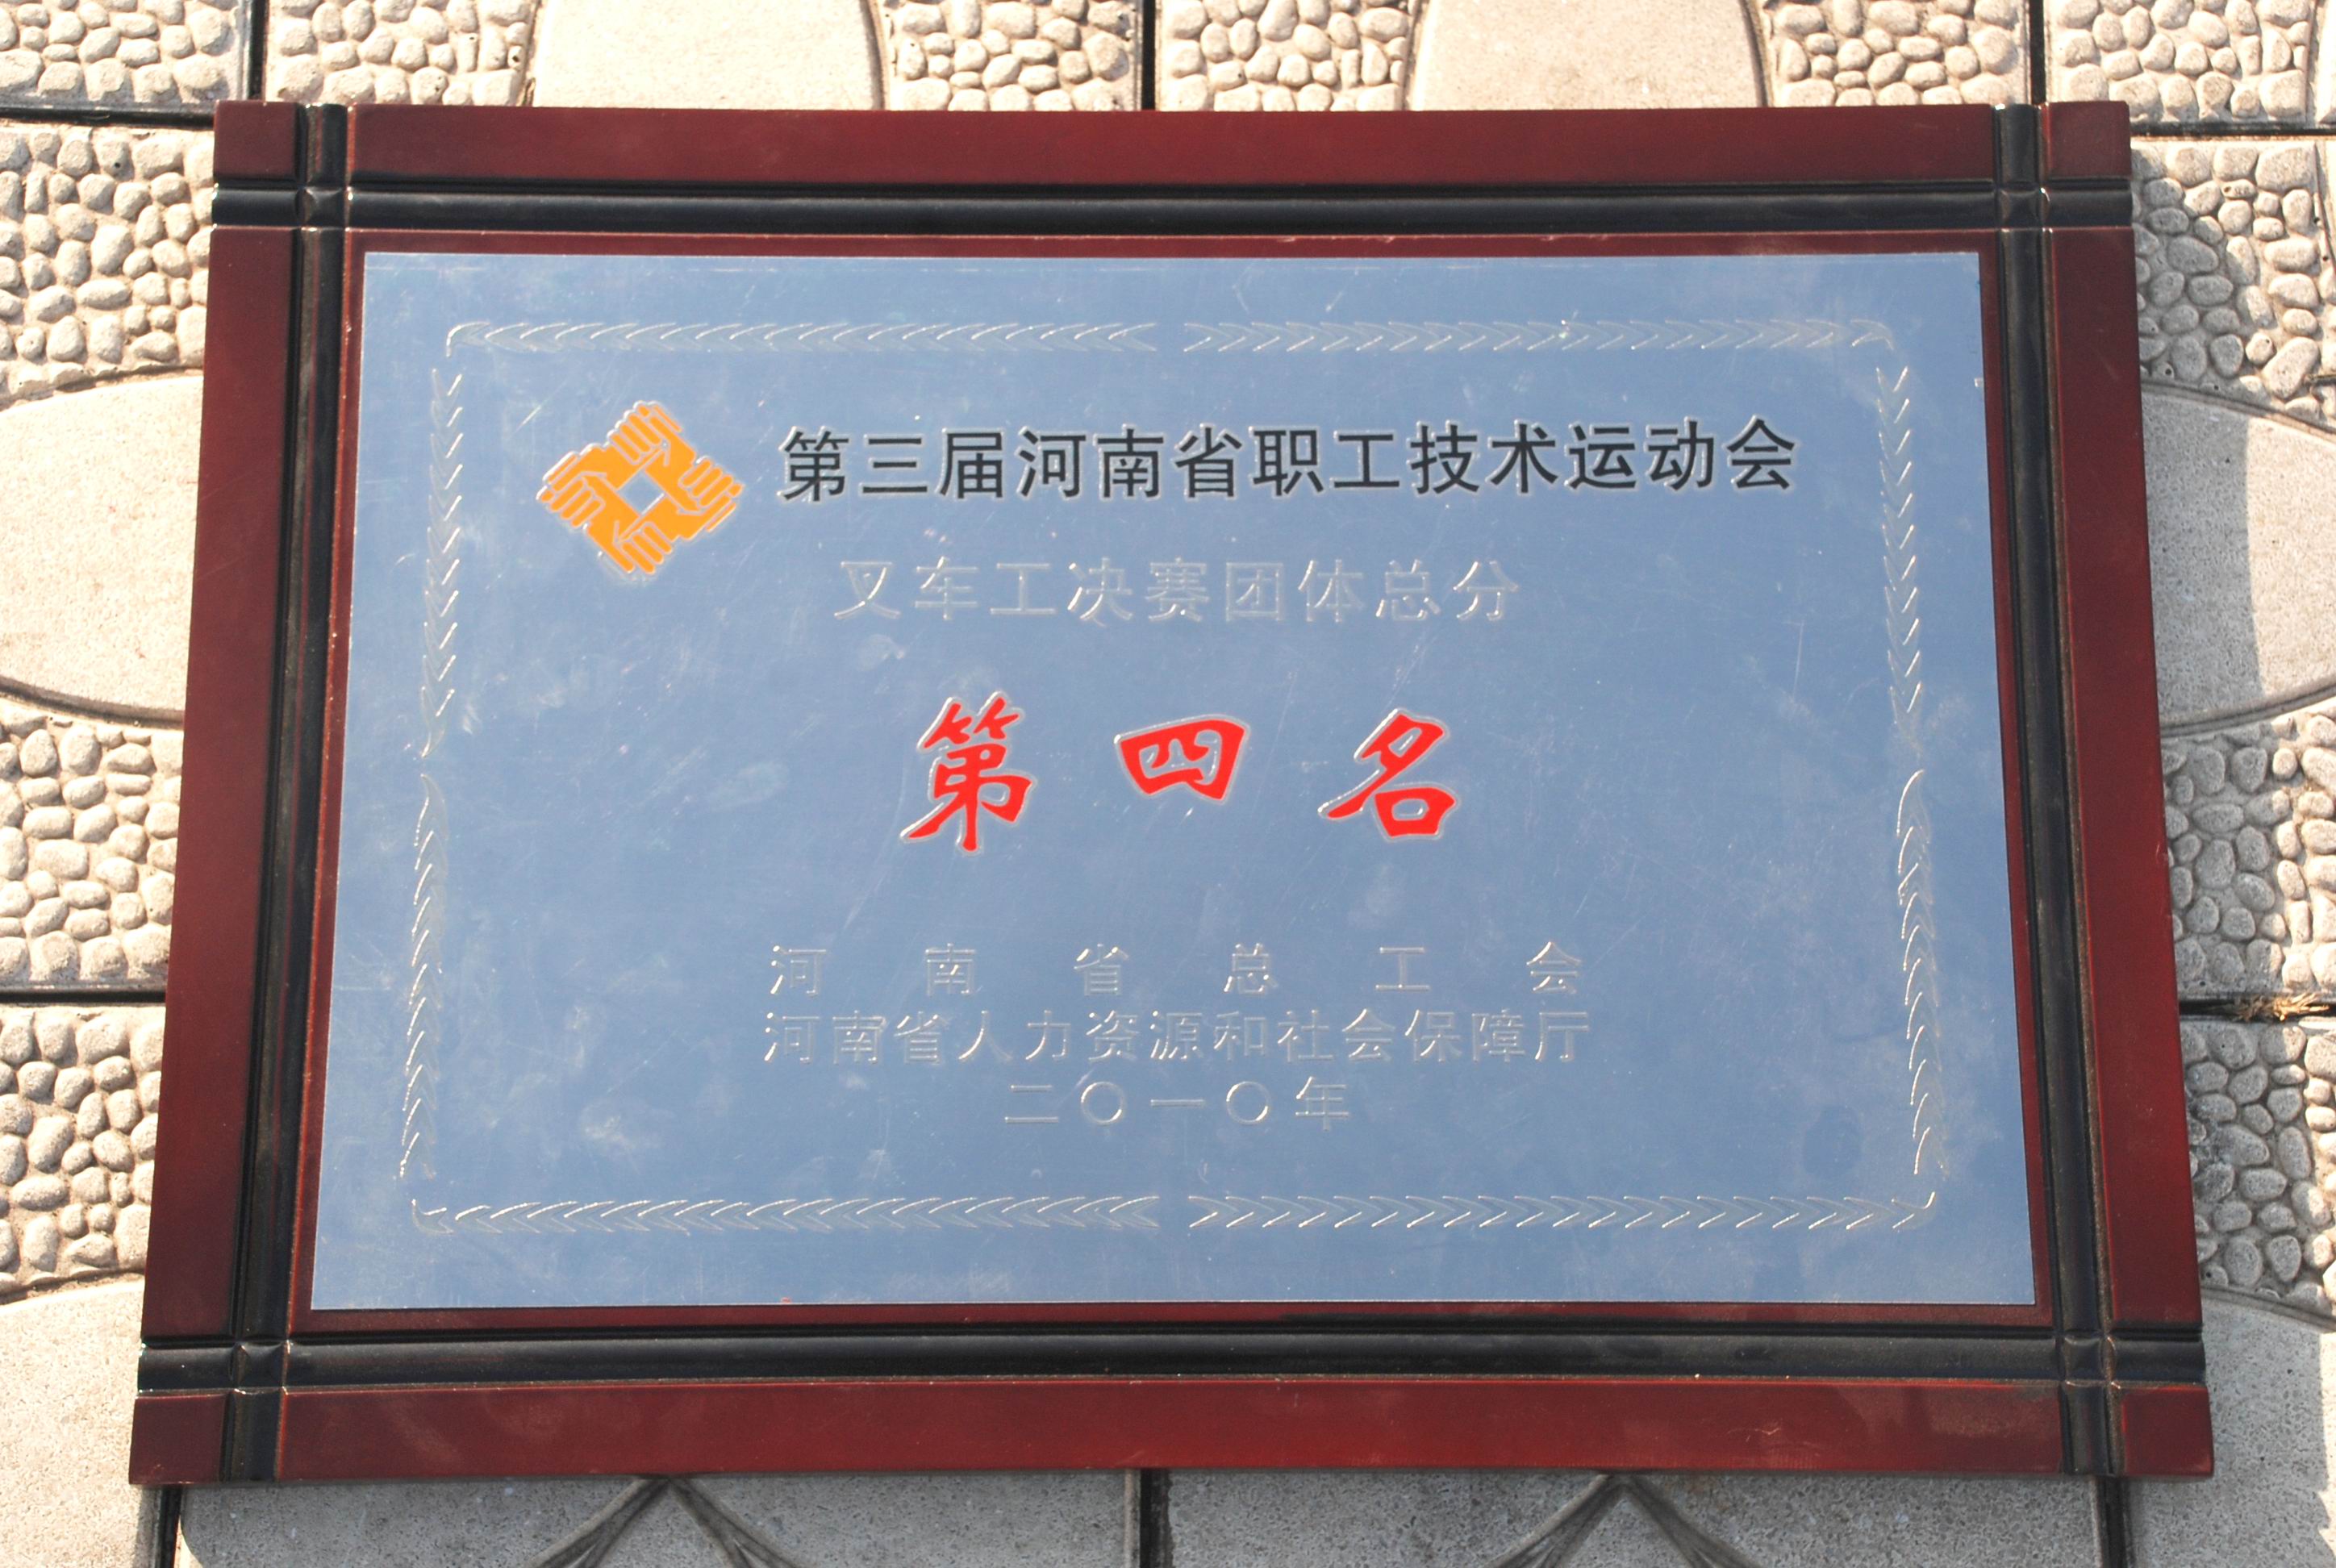 第三届河南省职工技术运动会
叉车工决赛团体总分
第四名
河南省总工会
河南省人力资源和社会保障厅
二〇一〇年